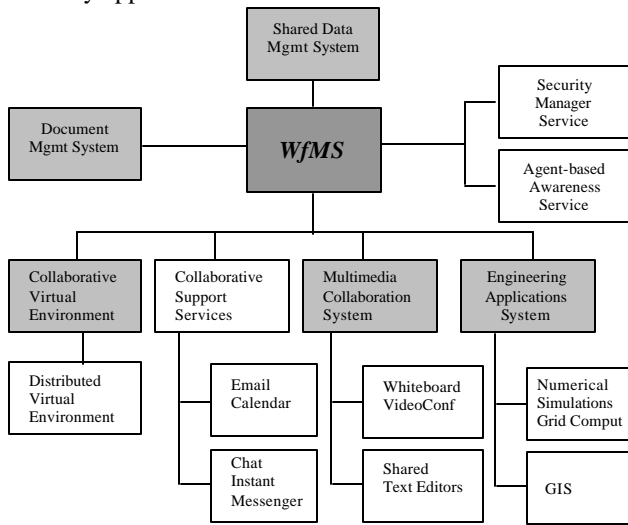 Shared Data
Mgmt System
Security
Manager
Service
Document
Mgmt System
WfMS
Agent-based
Awareness
Service
Collaborative
Virtual
Environment
Collaborative
Support
Services
Multimedia
Collaboration
System
Engineering
Applications
System
Distributed
Virtual
Environment
Email
Calendar
Whiteboard
VideoConf
Numerical
Simulations
Grid Comput
Chat
Instant
Messenger
Shared
Text Editors
GIS